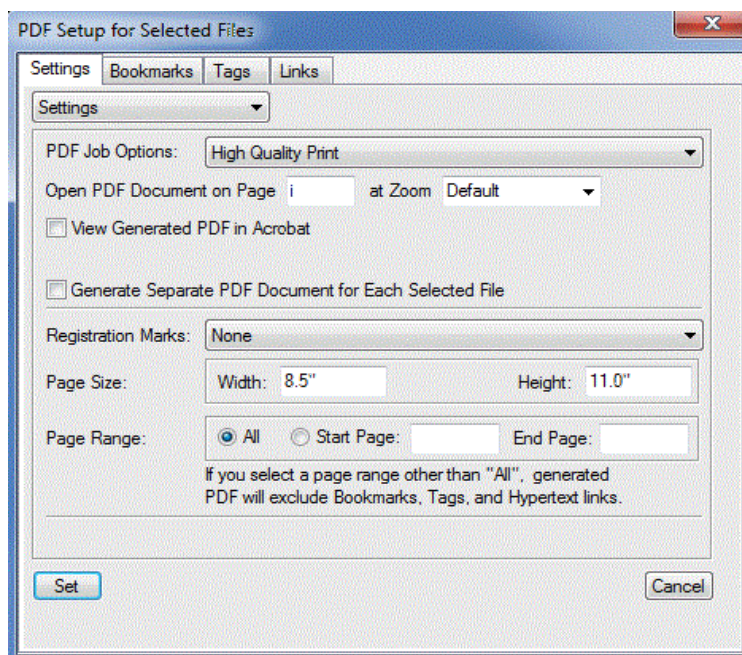 PDF Setup for Selected Files
Settings Bookmarks Tags Links
Settings
PDF Job Options: High Quality Print
Open PDF Document on Page i at Zoom Default
View Generated PDF in Acrobat
Generate Separate PDF Document for Each Selected File
Registration Marks: None
Page Size: Width: 8.5" Height: 11.0"
Page Range: All Start Page: End Page:
If you select a page range other than "All", generated
PDF will exclude Bookmarks, Tags, and Hypertext links.
Set Cancel